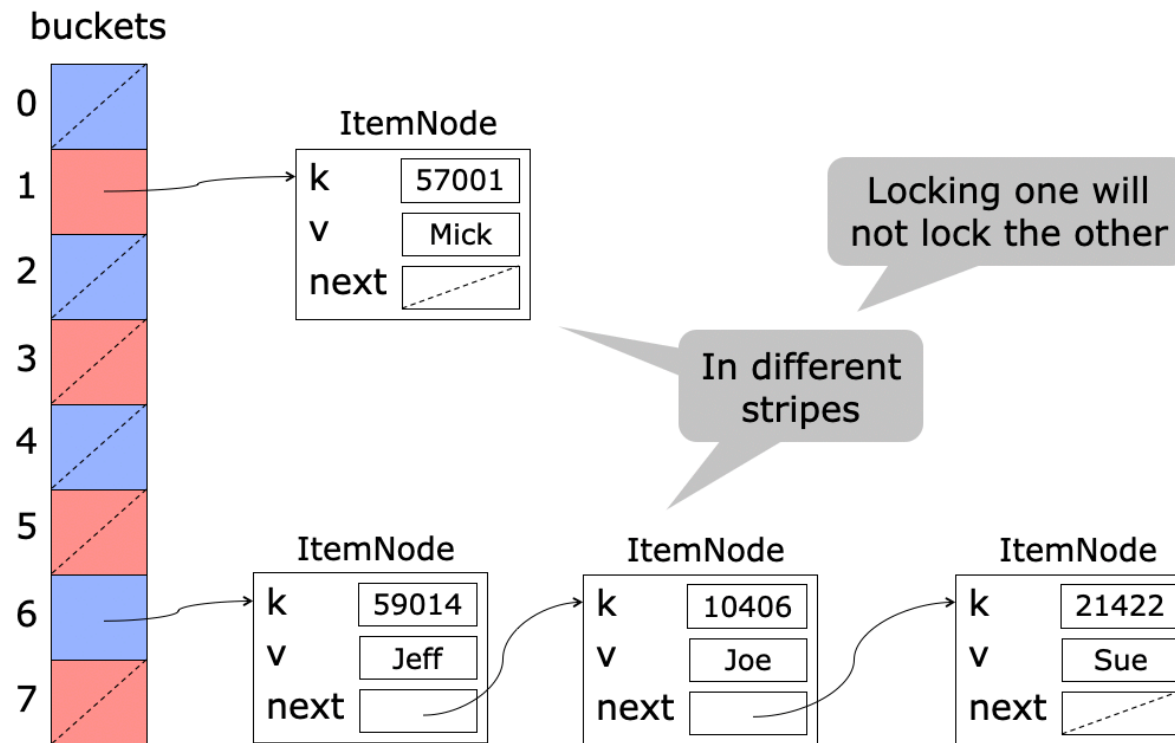 buckets
0
1
2
3
4
5
6
7
ItemNode
k 57001
v Mick
next
Locking one will
not lock the other
In different
stripes
ItemNode
k 59014
v Jeff
next
ItemNode
k 10406
v Joe
next
ItemNode
k 21422
v Sue
next